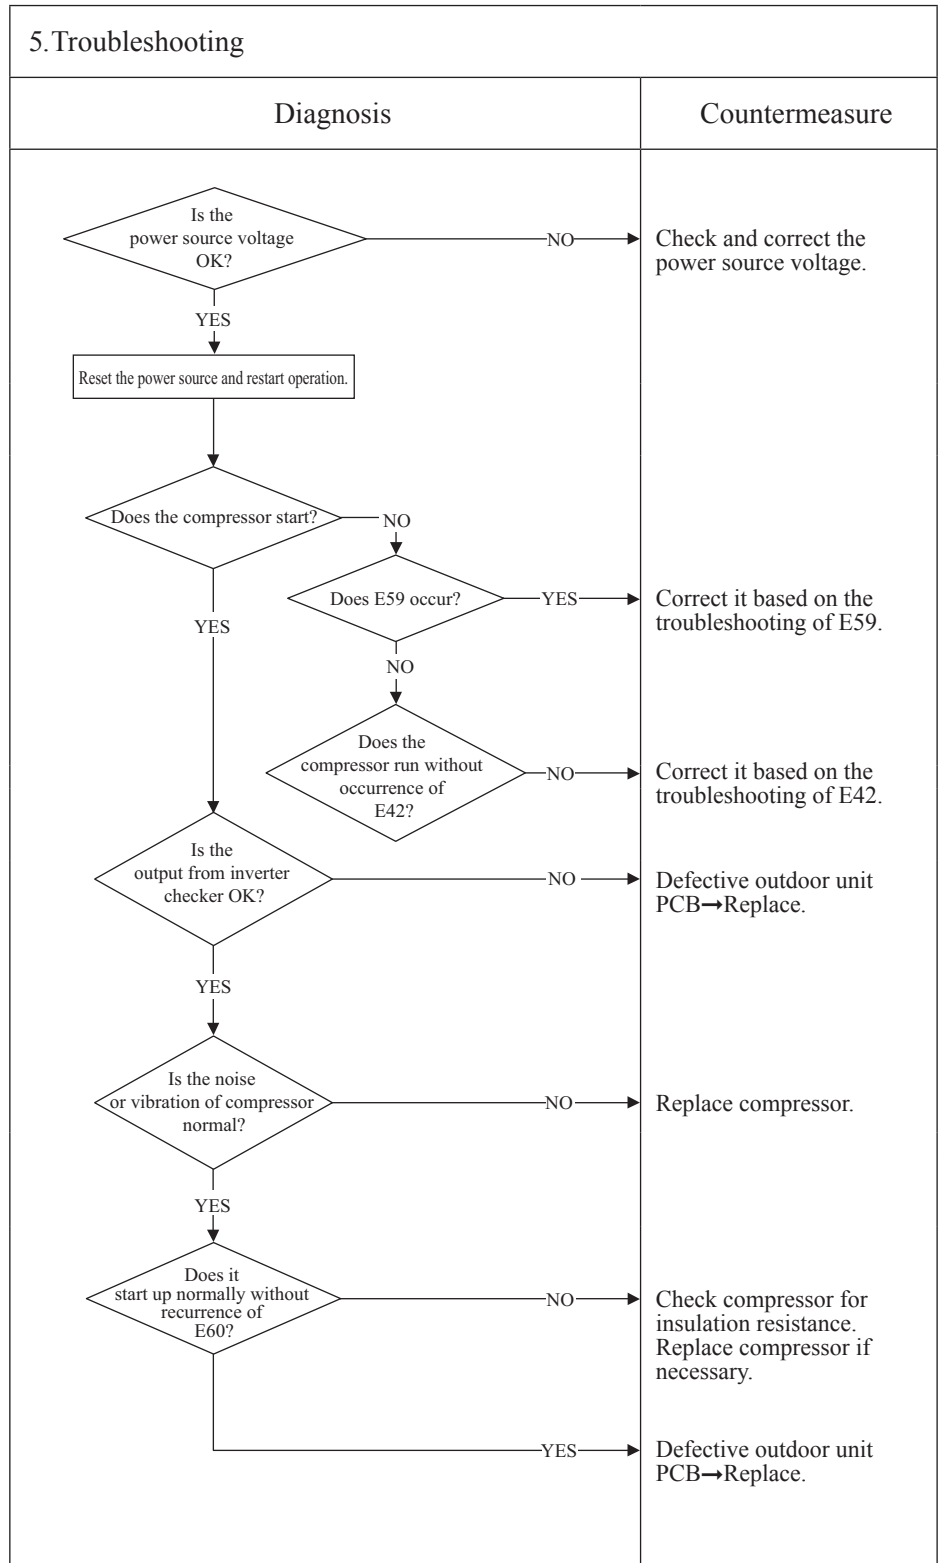 5.Troubleshooting
Diagnosis
Countermeasure
Is the
power source voltage
OK?
NO
Check and correct the
power source voltage.
YES
Reset the power source and restart operation.
Does the compressor start?
NO
Does E59 occur?
YES
Correct it based on the
troubleshooting of E59.
YES
NO
Does the
compressor run without
occurrence of
E42?
NO
Correct it based on the
troubleshooting of E42.
Is the
output from inverter
checker OK?
NO
Defective outdoor unit
PCB→Replace.
YES
Is the noise
or vibration of compressor
normal?
NO
Replace compressor.
YES
Does it
start up normally without
recurrence of
E60?
NO
Check compressor for
insulation resistance.
Replace compressor if
necessary.
YES
Defective outdoor unit
PCB→Replace.